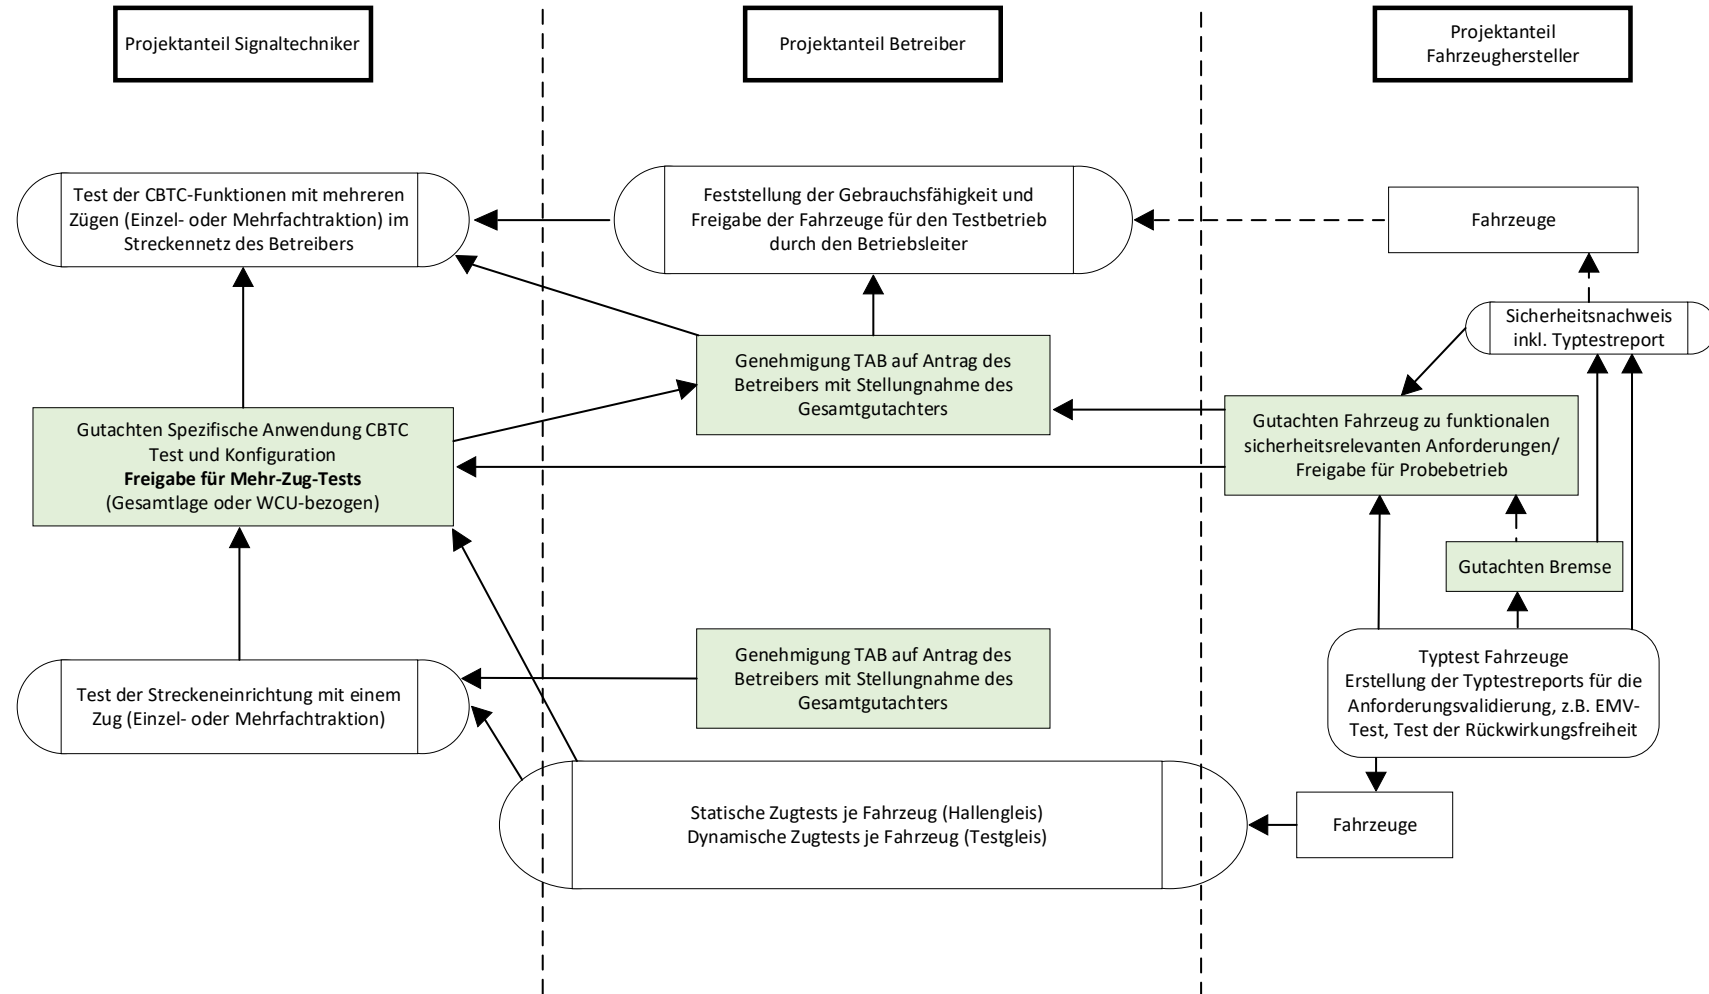 Projektanteil Signaltechniker
Projektanteil Betreiber
Projektanteil
Fahrzeughersteller
Test der CBTC-Funktionen mit mehreren
Zügen (Einzel- oder Mehrfachtraktion) im
Streckennetz des Betreibers
Feststellung der Gebrauchsfähigkeit und
Freigabe der Fahrzeuge für den Testbetrieb
durch den Betriebsleiter
Fahrzeuge
Sicherheitsnachweis
inkl. Typtestreport
Genehmigung TAB auf Antrag des
Betreibers mit Stellungnahme des
Gesamtgutachters
Gutachten Spezifische Anwendung CBTC
Test und Konfiguration
Freigabe für Mehr-Zug-Tests
(Gesamtlage oder WCU-bezogen)
Gutachten Fahrzeug zu funktionalen
sicherheitsrelevanten Anforderungen/
Freigabe für Probebetrieb
Gutachten Bremse
Genehmigung TAB auf Antrag des
Betreibers mit Stellungnahme des
Gesamtgutachters
Typtest Fahrzeuge
Erstellung der Typtestreports für die
Anforderungsvalidierung, z.B. EMV-
Test, Test der Rückwirkungsfreiheit
Test der Streckeneinrichtung mit einem
Zug (Einzel- oder Mehrfachtraktion)
Statische Zugtests je Fahrzeug (Hallengleis)
Dynamische Zugtests je Fahrzeug (Testgleis)
Fahrzeuge